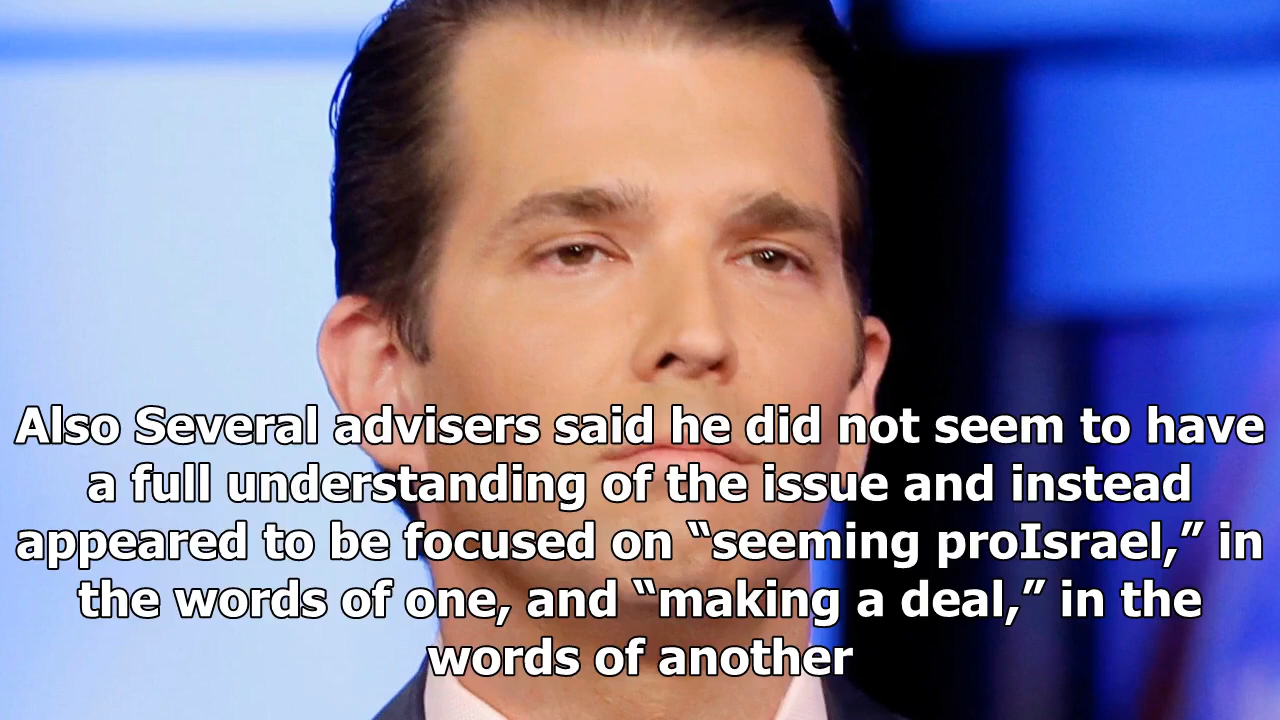 Also Several advisers said he did not seem to have
a full understanding of the issue and instead
appeared to be focused on “seeming proIsrael,” in
the words of one, and “making a deal,” in the
words of another